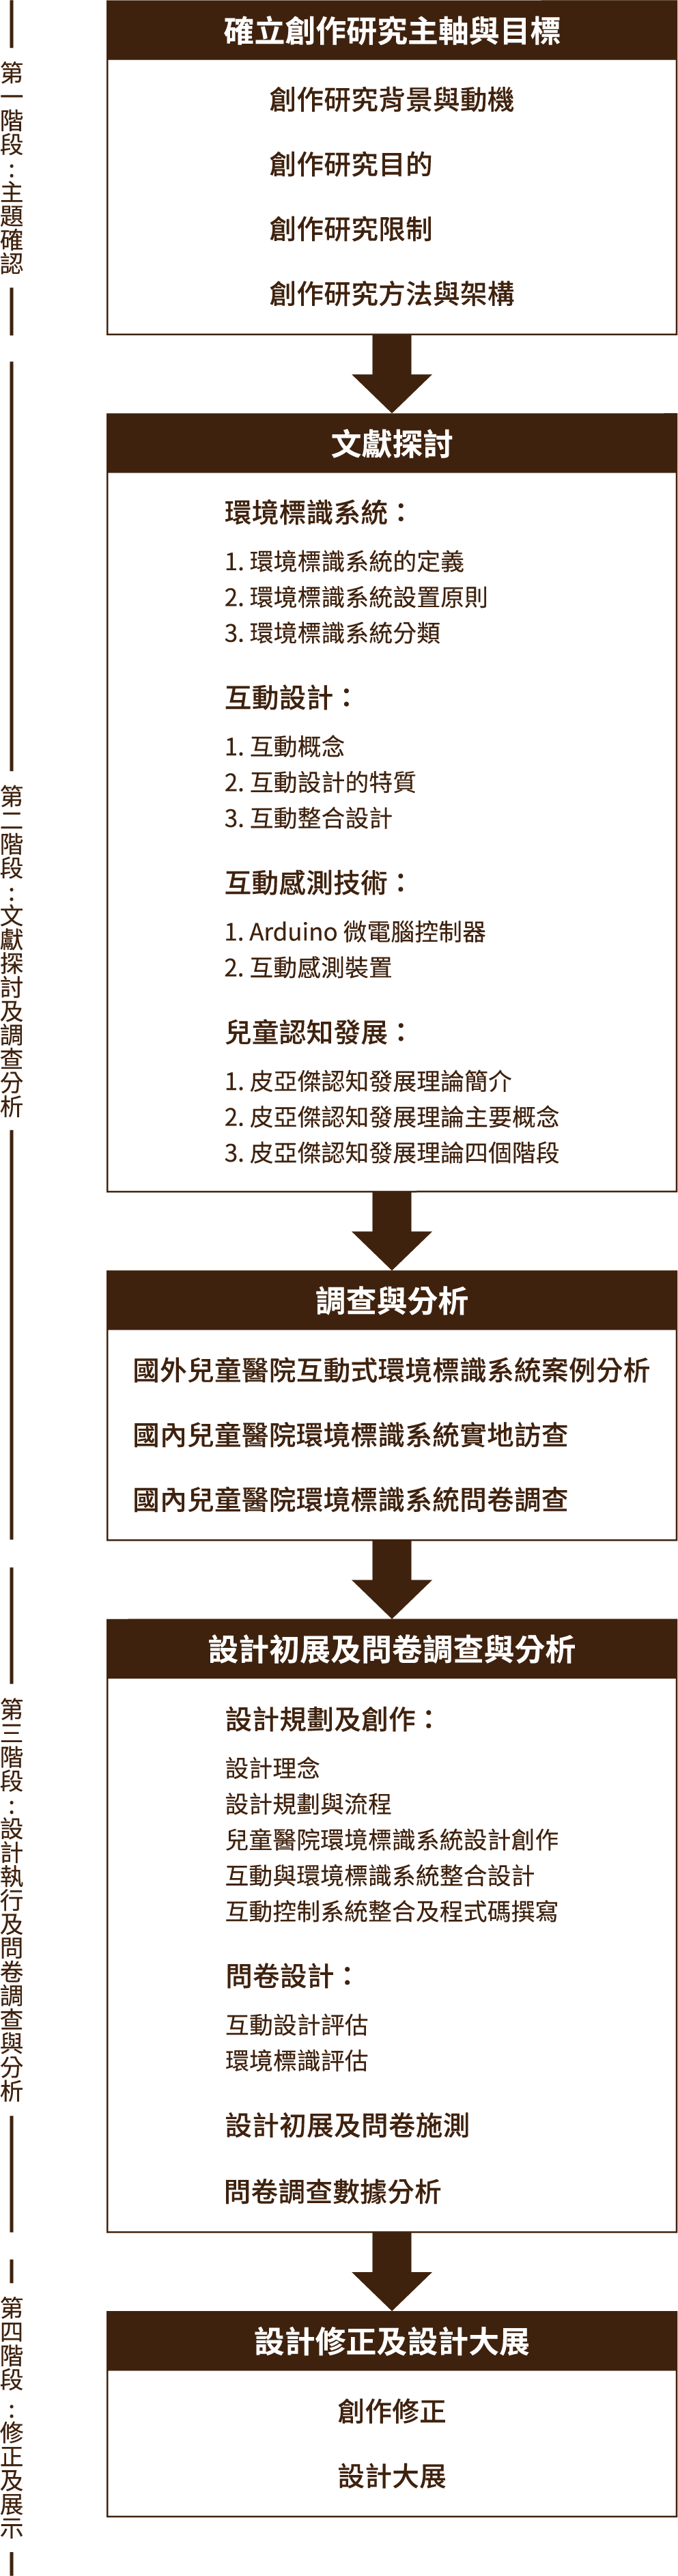 第一階段：主題確認
確立創作研究主軸與目標
創作研究背景與動機
創作研究目的
創作研究限制
創作研究方法與架構
第二階段：文獻探討及調查分析
文獻探討
環境標識系統：
1. 環境標識系統的定義
2. 環境標識系統設置原則
3. 環境標識系統分類
互動設計：
1. 互動概念
2. 互動設計的特質
3. 互動整合設計
互動感測技術：
1. Arduino 微電腦控制器
2. 互動感測裝置
兒童認知發展：
1. 皮亞傑認知發展理論簡介
2. 皮亞傑認知發展理論主要概念
3. 皮亞傑認知發展理論四個階段
調查與分析
國外兒童醫院互動式環境標識系統案例分析
國內兒童醫院環境標識系統實地訪查
國內兒童醫院環境標識系統問卷調查
第三階段：設計執行及問卷調查與分析
設計初展及問卷調查與分析
設計規劃及創作：
設計理念
設計規劃與流程
兒童醫院環境標識系統設計創作
互動與環境標識系統整合設計
互動控制系統整合及程式碼撰寫
問卷設計：
互動設計評估
環境標識評估
設計初展及問卷施測
問卷調查數據分析
第四階段：修正及展示
設計修正及設計大展
創作修正
設計大展